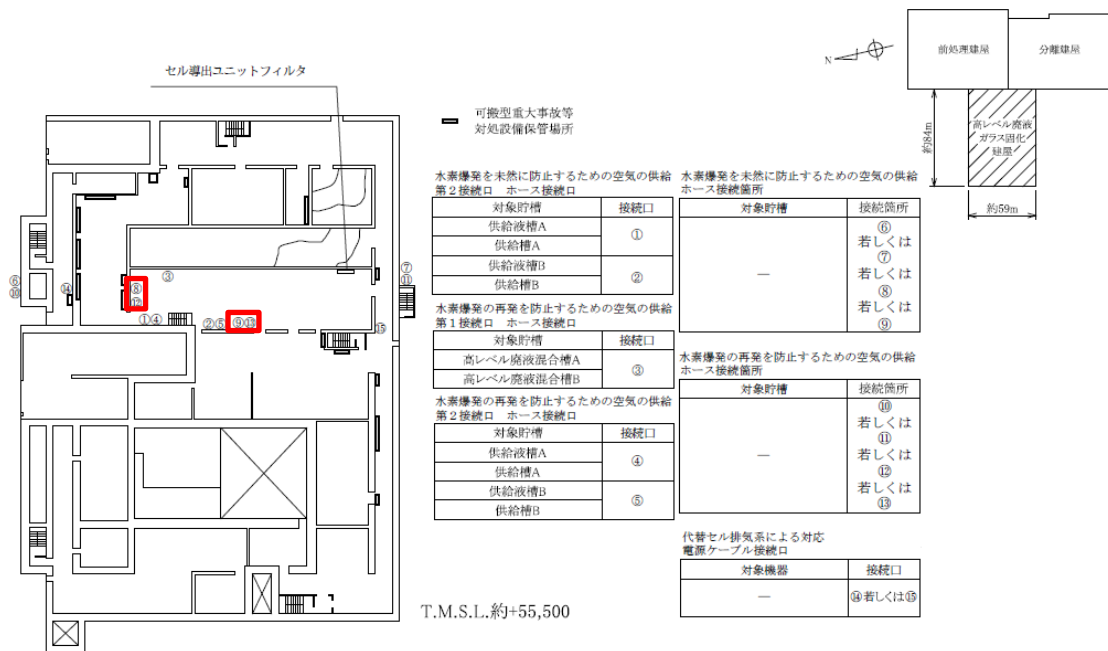 セル導出ユニットフィルタ
可搬型重大事故等
対処設備保管場所
N
前処理建屋
分離建屋
高レベル廃液
ガラス固化
建屋
約84m
約59m
水素爆発を未然に防止するための空気の供給
第2接続口 ホース接続口
対象貯槽 接続口
供給液槽A
供給槽A
①
供給液槽B
供給槽B
②
水素爆発の再発を防止するための空気の供給
第1接続口 ホース接続口
対象貯槽 接続口
高レベル廃液混合槽A
高レベル廃液混合槽B
③
水素爆発の再発を防止するための空気の供給
第2接続口 ホース接続口
対象貯槽 接続口
供給液槽A
供給槽A
④
供給液槽B
供給槽B
⑤
水素爆発を未然に防止するための空気の供給
ホース接続箇所
対象貯槽 接続箇所
―
⑥
若しくは
⑦
若しくは
⑧
若しくは
⑨
水素爆発の再発を防止するための空気の供給
ホース接続箇所
対象貯槽 接続箇所
―
⑩
若しくは
⑪
若しくは
⑫
若しくは
⑬
代替セル排気系による対応
電源ケーブル接続口
対象機器 接続口
― ⑭若しくは⑮
③
⑥
⑩
⑭
⑧
⑫
⑦
⑪
①④
②⑤
⑨⑬
⑮
T.M.S.L.約+55,500